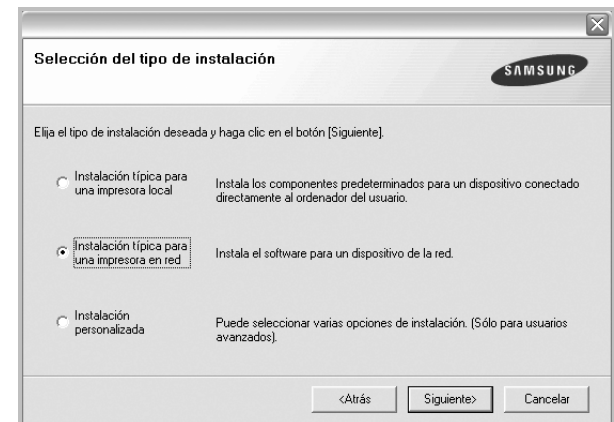 Selección del tipo de instalación
SAMSUNG
Elija el tipo de instalación deseada y haga clic en el botón [Siguiente].
Instalación típica para
una impresora local
Instala los componentes predeterminados para un dispositivo conectado
directamente al ordenador del usuario.
Instalación típica para
una impresora en red
Instala el software para un dispositivo de la red.
Instalación
personalizada
Puede seleccionar varias opciones de instalación. (Sólo para usuarios
avanzados).
<Atrás
Siguiente>
Cancelar